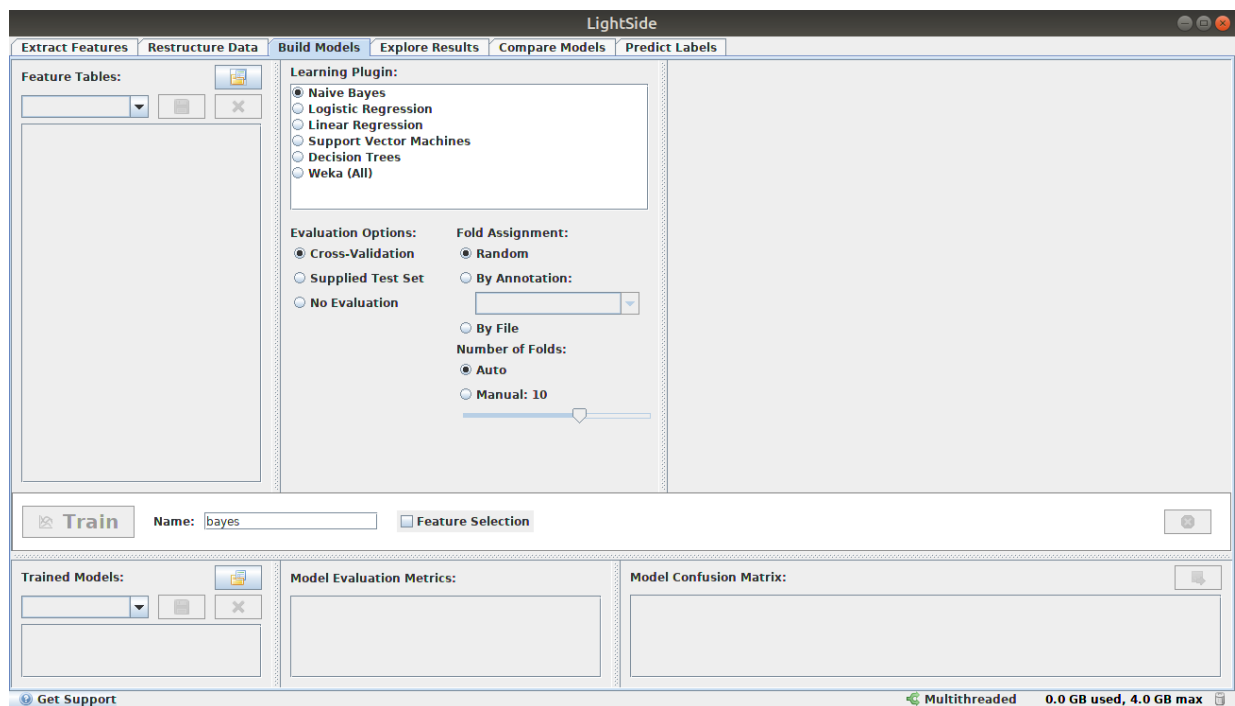 LightSide
Extract Features Restructure Data Build Models Explore Results Compare Models Predict Labels
Feature Tables:
Learning Plugin:
Naive Bayes
Logistic Regression
Linear Regression
Support Vector Machines
Decision Trees
Weka (All)
Evaluation Options:
Cross-Validation
Supplied Test Set
No Evaluation
Fold Assignment:
Random
By Annotation:
By File
Number of Folds:
Auto
Manual: 10
Train Name: bayes Feature Selection
Trained Models:
Model Evaluation Metrics:
Model Confusion Matrix:
Get Support Multithreaded 0.0 GB used, 4.0 GB max